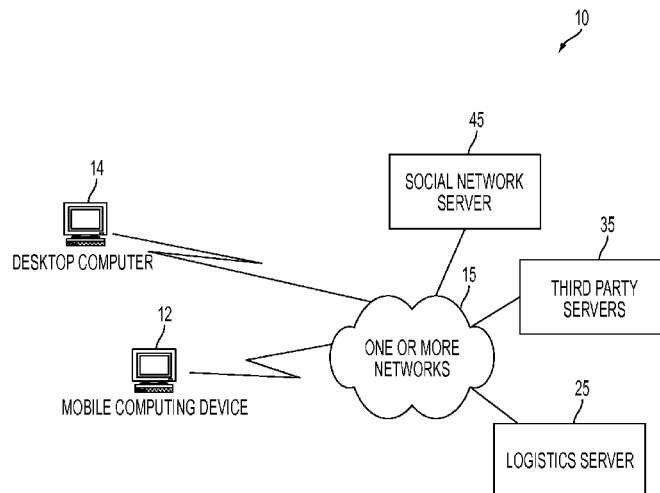 10
45
SOCIAL NETWORK
SERVER
14
DESKTOP COMPUTER
35
THIRD PARTY
SERVERS
15
ONE OR MORE
NETWORKS
12
MOBILE COMPUTING DEVICE
25
LOGISTICS SERVER